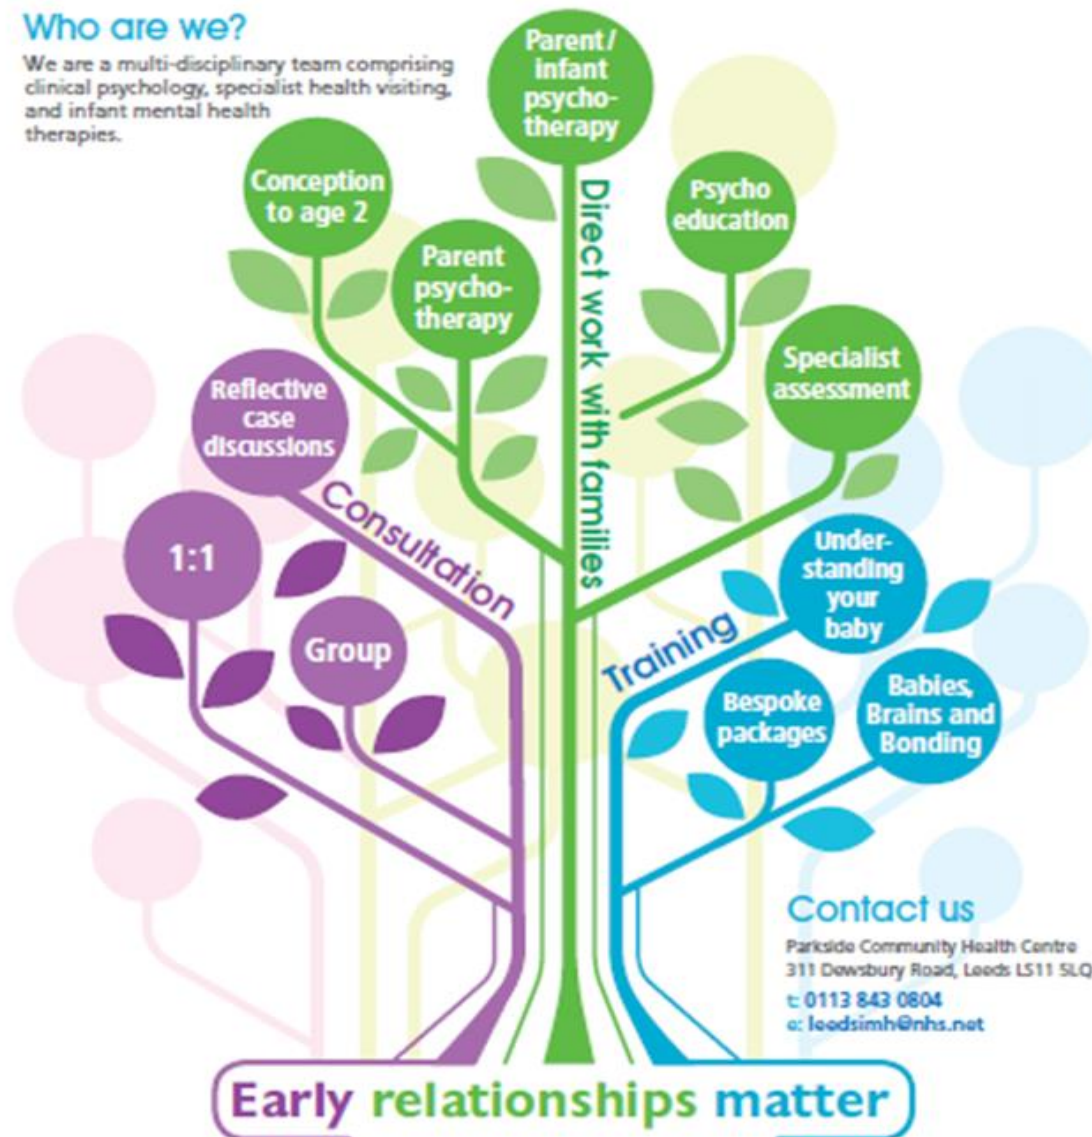 Who are we?
We are a multi-disciplinary team comprising
clinical psychology, specialist health visiting,
and infant mental health
therapies.
Parent/
infant
psycho-
therapy
Conception
to age 2
Psycho
education
Parent
psycho-
therapy
Direct work with families
Specialist
assessment
Reflective
case
discussions
Consultation
1:1
Group
Under-
standing
your
baby
Training
Bespoke
packages
Babies,
Brains and
Bonding
Contact us
Parkside Community Health Centre
311 Dewsbury Road, Leeds LS11 5LQ
t: 0113 843 0804
e: leedsimh@nhs.net
Early relationships matter